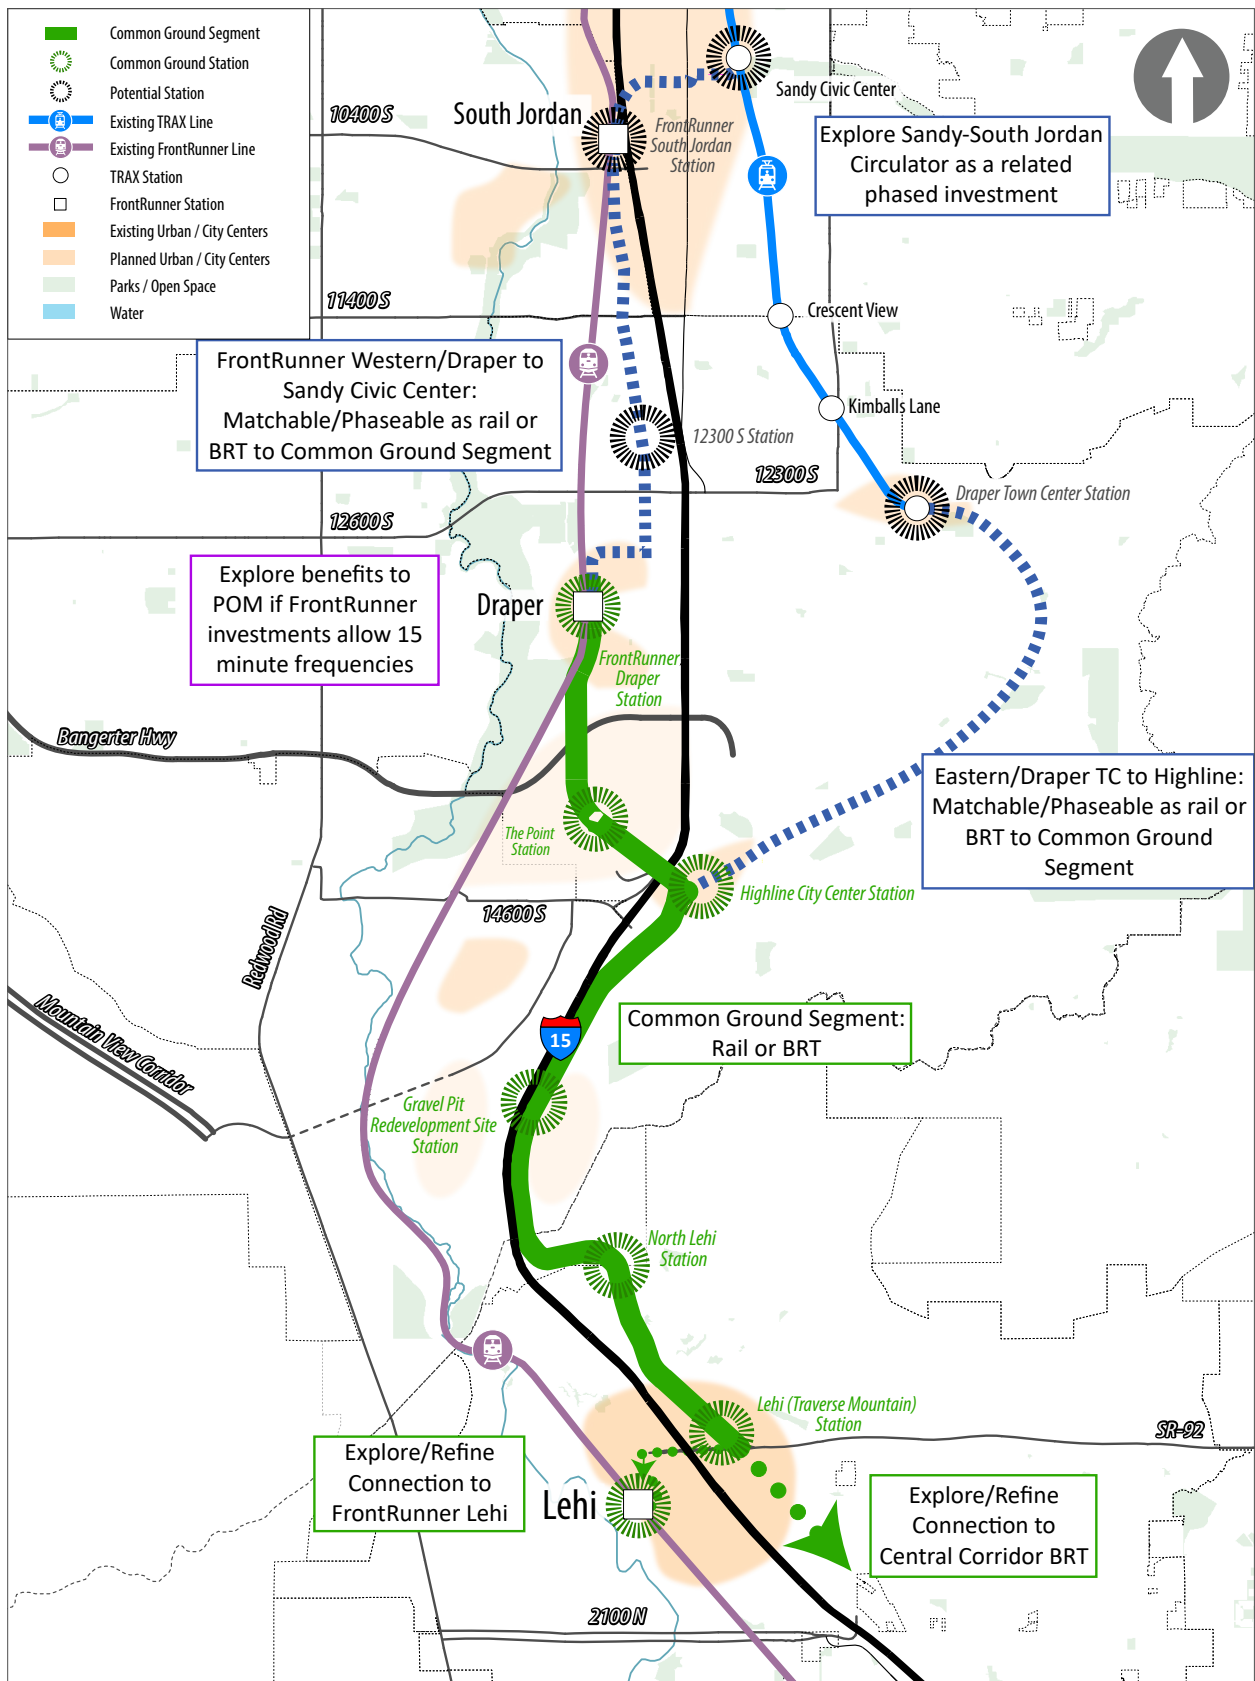 Common Ground Segment
Common Ground Station
Potential Station
Existing TRAX Line
Existing FrontRunner Line
TRAX Station
FrontRunner Station
Existing Urban / City Centers
Planned Urban / City Centers
Parks / Open Space
Water
10400 S
South Jordan
FrontRunner
South Jordan
Station
Sandy Civic Center
Explore Sandy-South Jordan
Circulator as a related
phased investment
11400 S
Crescent View
FrontRunner Western/Draper to
Sandy Civic Center:
Matchable/Phaseable as rail or
BRT to Common Ground Segment
Kimballs Lane
12300 S Station
12300 S
Draper Town Center Station
12600 S
Explore benefits to
POM if FrontRunner
investments allow 15
minute frequencies
Draper
FrontRunner
Draper
Station
Bangerter Hwy
Eastern/Draper TC to Highline:
Matchable/Phaseable as rail or
BRT to Common Ground
Segment
The Point
Station
Highline City Center Station
14600 S
Redwood Rd
Mountain View Corridor
15
Common Ground Segment:
Rail or BRT
Gravel Pit
Redevelopment Site
Station
North Lehi
Station
Lehi (Traverse Mountain)
Station
SR-92
Explore/Refine
Connection to
FrontRunner Lehi
Lehi
Explore/Refine
Connection to
Central Corridor BRT
2100 N